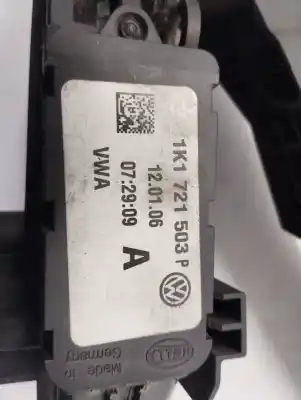 1K1 721 503 P
12.01.06
07:29:09
VWA
A
HELLA
Made in
Germany